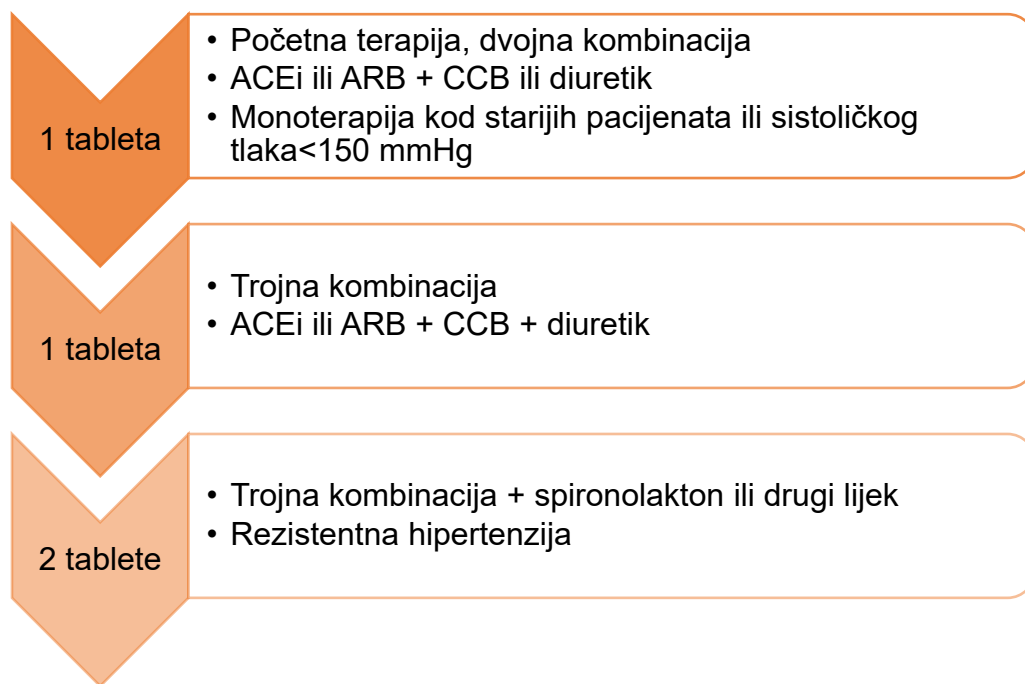 1 tableta
• Početna terapija, dvojna kombinacija
• ACEi ili ARB + CCB ili diuretik
• Monoterapija kod starijih pacijenata ili sistoličkog
tlaka<150 mmHg
1 tableta
• Trojna kombinacija
• ACEi ili ARB + CCB + diuretik
2 tablete
• Trojna kombinacija + spironolakton ili drugi lijek
• Rezistentna hipertenzija